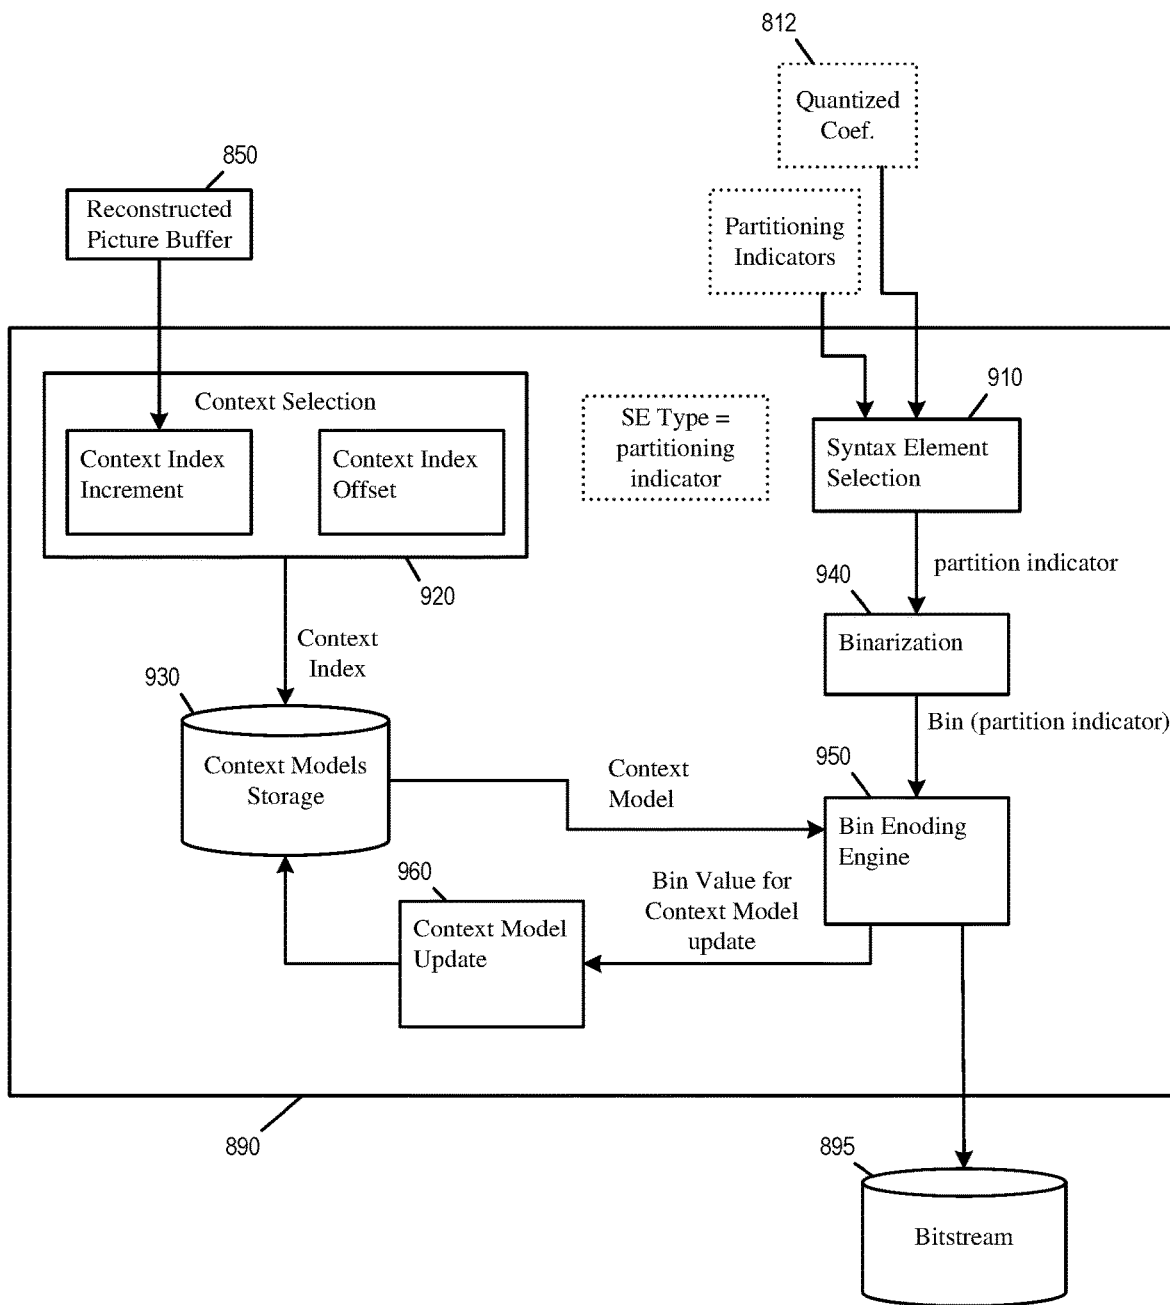 812
Quantized
Coef.
850
Reconstructed
Picture Buffer
Partitioning
Indicators
Context Selection
Context Index
Increment
Context Index
Offset
920
SE Type =
partitioning
indicator
910
Syntax Element
Selection
partition indicator
940
Binarization
Bin (partition indicator)
Context
Index
930
Context Models
Storage
Context
Model
950
Bin Enoding
Engine
960
Context Model
Update
Bin Value for
Context Model
update
890
895
Bitstream